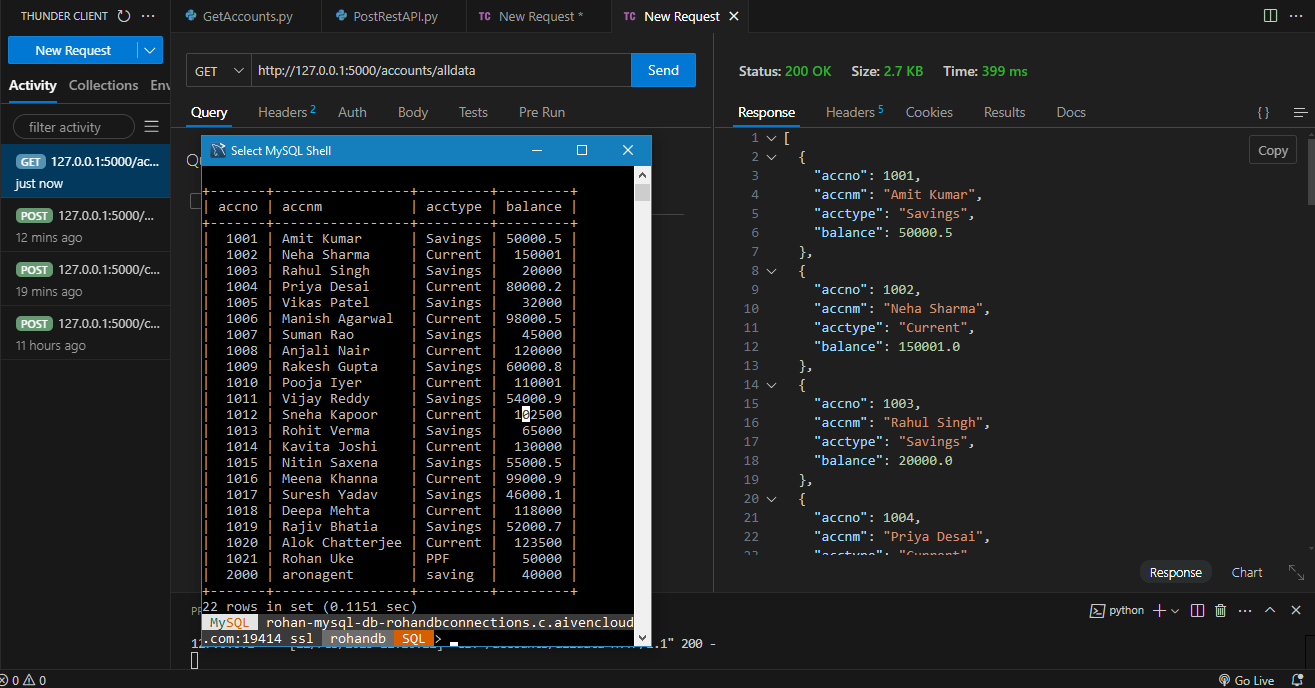 THUNDER CLIENT
GetAccounts.py
PostRestAPI.py
TC New Request *
TC New Request
New Request
Activity Collections Env
filter activity
GET 127.0.0.1:5000/ac...
just now
POST 127.0.0.1:5000/...
12 mins ago
POST 127.0.0.1:5000/c...
19 mins ago
POST 127.0.0.1:5000/c...
11 hours ago
GET http://127.0.0.1:5000/accounts/alldata Send
Query Headers 2 Auth Body Tests Pre Run
Select MySQL Shell
+-------+-----------------+---------+---------+
| accno | accnm | acctype | balance |
+-------+-----------------+---------+---------+
| 1001 | Amit Kumar | Savings | 50000.5 |
| 1002 | Neha Sharma | Current | 150001 |
| 1003 | Rahul Singh | Savings | 20000 |
| 1004 | Priya Desai | Current | 80000.2 |
| 1005 | Vikas Patel | Savings | 32000 |
| 1006 | Manish Agarwal | Current | 98000.5 |
| 1007 | Suman Rao | Savings | 45000 |
| 1008 | Anjali Nair | Current | 120000 |
| 1009 | Rakesh Gupta | Savings | 60000.8 |
| 1010 | Pooja Iyer | Current | 110001 |
| 1011 | Vijay Reddy | Savings | 54000.9 |
| 1012 | Sneha Kapoor | Current | 102500 |
| 1013 | Rohit Verma | Savings | 65000 |
| 1014 | Kavita Joshi | Current | 130000 |
| 1015 | Nitin Saxena | Savings | 55000.5 |
| 1016 | Meena Khanna | Current | 99000.9 |
| 1017 | Suresh Yadav | Savings | 46000.1 |
| 1018 | Deepa Mehta | Current | 118000 |
| 1019 | Rajiv Bhatia | Savings | 52000.7 |
| 1020 | Alok Chatterjee | Current | 123500 |
| 1021 | Rohan Uke | PPF | 50000 |
| 2000 | aronagent | saving | 40000 |
+-------+-----------------+---------+---------+
22 rows in set (0.1151 sec)
MySQL rohan-mysql-db-rohandbconnections.c.aivencloud
.com:19414 ssl rohandb SQL >
Status: 200 OK Size: 2.7 KB Time: 399 ms
Response Headers 5 Cookies Results Docs { }
Copy
1 [
2 {
3 "accno": 1001,
4 "accnm": "Amit Kumar",
5 "acctype": "Savings",
6 "balance": 50000.5
7 },
8 {
9 "accno": 1002,
10 "accnm": "Neha Sharma",
11 "acctype": "Current",
12 "balance": 150001.0
13 },
14 {
15 "accno": 1003,
16 "accnm": "Rahul Singh",
17 "acctype": "Savings",
18 "balance": 20000.0
19 },
20 {
21 "accno": 1004,
22 "accnm": "Priya Desai",
23 "acctype": "Current",
Response Chart
python
200 -
0 0
Go Live